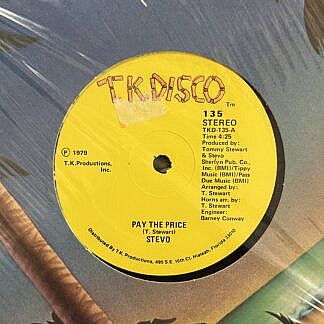 T.K. DISCO
TM
135
STEREO
TKD-135-A
Time 4:25
Produced by:
Tommy Stewart
& Stevo
Sherlyn Pub. Co.,
Inc. (BMI)/Tippy
Music (BMI)/Pass
Due Music (BMI)
Arranged by:
T. Stewart
Horns arr. by:
T. Stewart
Engineer:
Barney Conway
P 1979
T.K. Productions,
Inc.
PAY THE PRICE
(T. Stewart)
STEVO
Distributed By T.K. Productions, 495 S.E. 10th Ct. Hialeah, Florida 33010